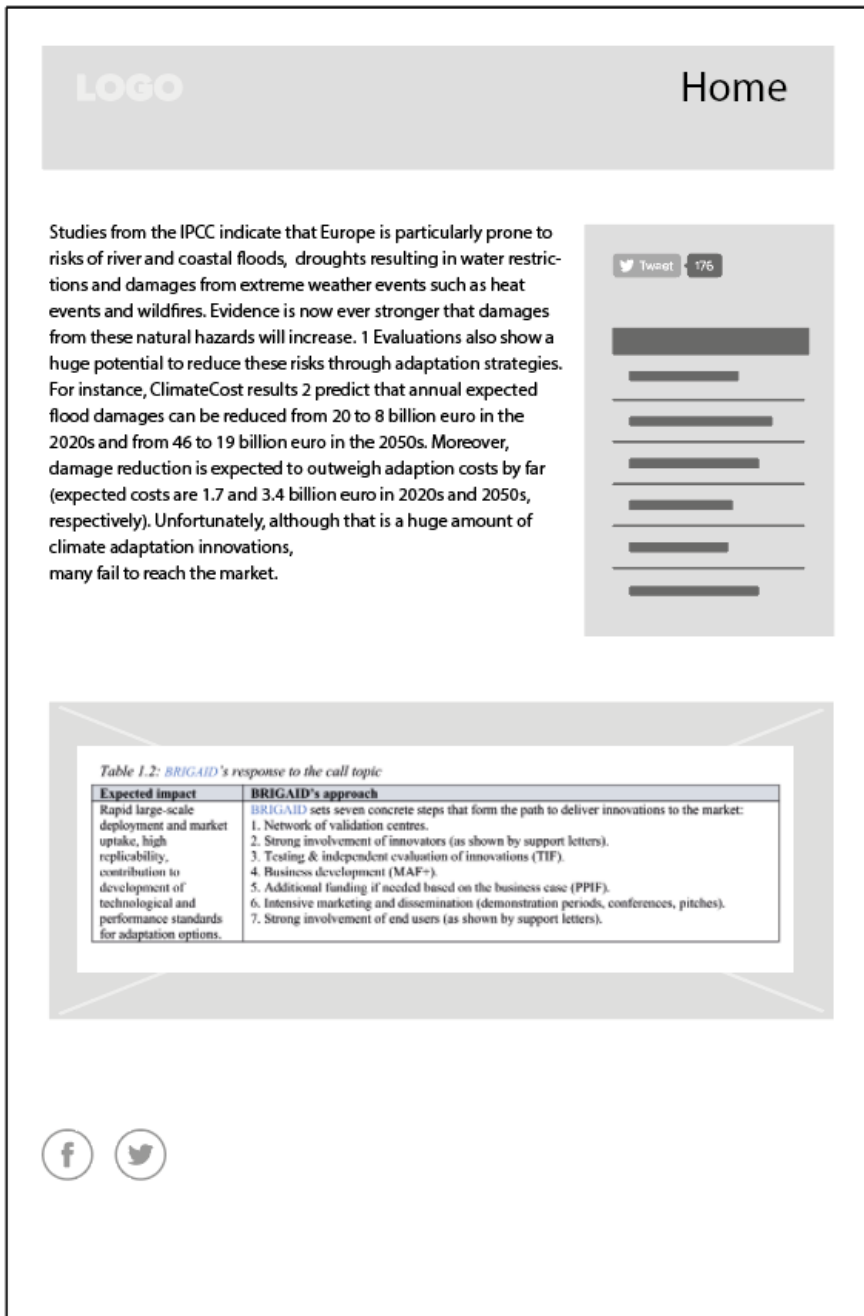 LOGO
Home
Studies from the IPCC indicate that Europe is particularly prone to
risks of river and coastal floods,  droughts resulting in water restric-
tions and damages from extreme weather events such as heat
events and wildfires. Evidence is now ever stronger that damages
from these natural hazards will increase. 1 Evaluations also show a
huge potential to reduce these risks through adaptation strategies.
For instance, ClimateCost results 2 predict that annual expected
flood damages can be reduced from 20 to 8 billion euro in the
2020s and from 46 to 19 billion euro in the 2050s. Moreover,
damage reduction is expected to outweigh adaption costs by far
(expected costs are 1.7 and 3.4 billion euro in 2020s and 2050s,
respectively). Unfortunately, although that is a huge amount of
climate adaptation innovations,
many fail to reach the market.
Tweet 176
Table 1.2: BRIGAID's response to the call topic
Expected impact
Rapid large-scale
deployment and market
uptake, high
replicability,
contribution to
development of
technological and
performance standards
for adaptation options.
BRIGAID's approach
BRIGAID sets seven concrete steps that form the path to deliver innovations to the market:
1. Network of validation centres.
2. Strong involvement of innovators (as shown by support letters).
3. Testing & independent evaluation of innovations (TIF).
4. Business development (MAF+).
5. Additional funding if needed based on the business case (PPIF).
6. Intensive marketing and dissemination (demonstration periods, conferences, pitches).
7. Strong involvement of end users (as shown by support letters).